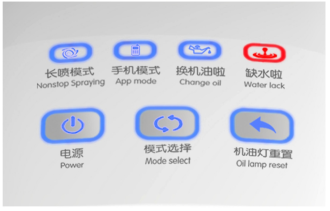 长喷模式 手机模式 换机油啦 缺水啦
Nonstop Spraying App mode Change oil Water lack
电源 模式选择 机油灯重置
Power Mode select Oil lamp reset